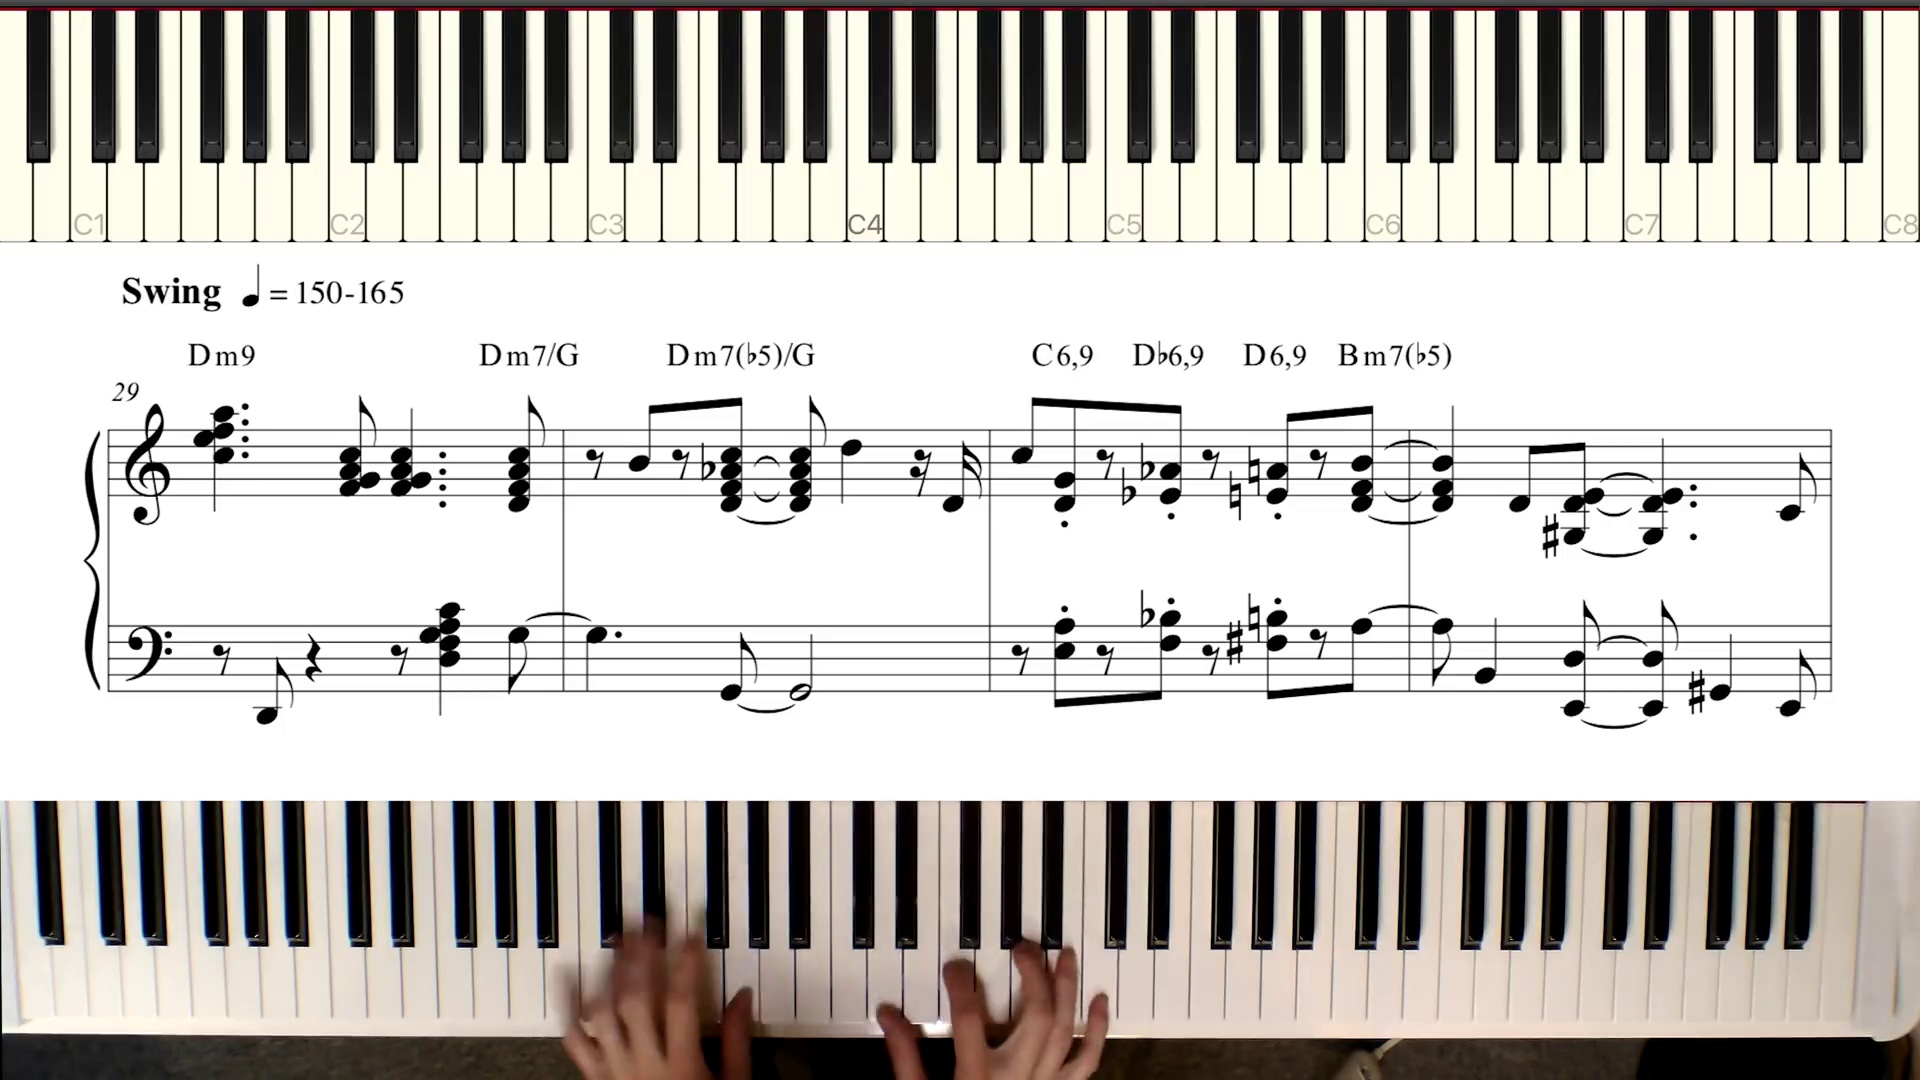 C1 C2 C3 C4 C5 C6 C7 C8
Swing ♩ = 150-165
Dm9 Dm7/G Dm7(♭5)/G C6,9 D♭6,9 D6,9 Bm7(♭5)
29